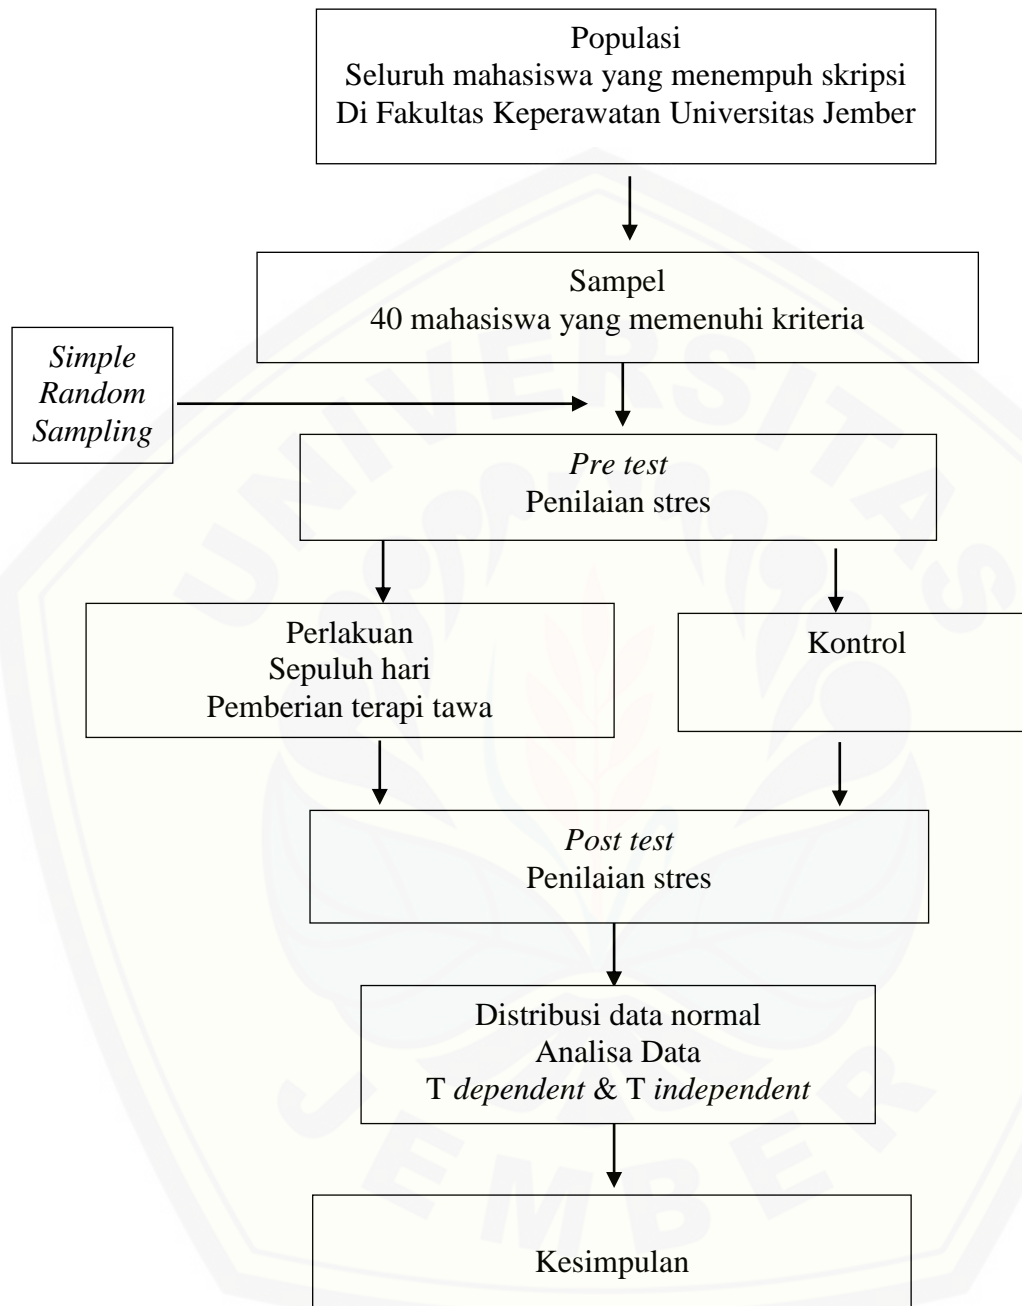 Populasi
Seluruh mahasiswa yang menempuh skripsi
Di Fakultas Keperawatan Universitas Jember
Sampel
40 mahasiswa yang memenuhi kriteria
Simple
Random
Sampling
Pre test
Penilaian stres
Perlakuan
Sepuluh hari
Pemberian terapi tawa
Kontrol
Post test
Penilaian stres
Distribusi data normal
Analisa Data
T dependent & T independent
Kesimpulan
UNIVERSITAS
JEMBER